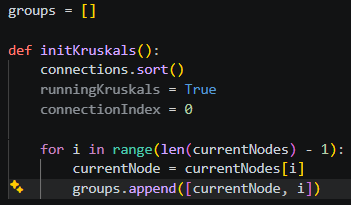 groups = []
def initKruskals():
connections.sort()
runningKruskals = True
connectionIndex = 0
for i in range(len(currentNodes) - 1):
currentNode = currentNodes[i]
groups.append([currentNode, i])